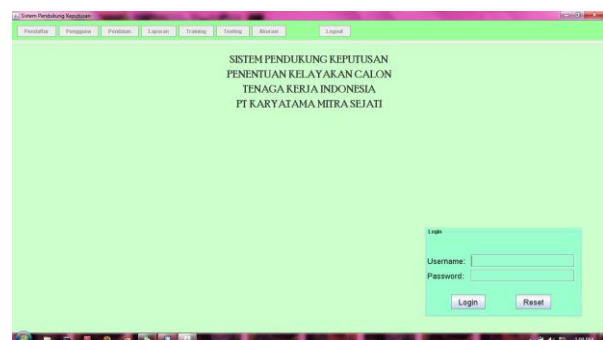 Sistem Pendukung Keputusan
Pendaftar Pengguna Penilaian Laporan Training Testing Akurasi Logout
SISTEM PENDUKUNG KEPUTUSAN
PENENTUAN KELAYAKAN CALON
TENAGA KERJA INDONESIA
PT KARYATAMA MITRA SEJATI
Login
Username:
Password:
Login Reset